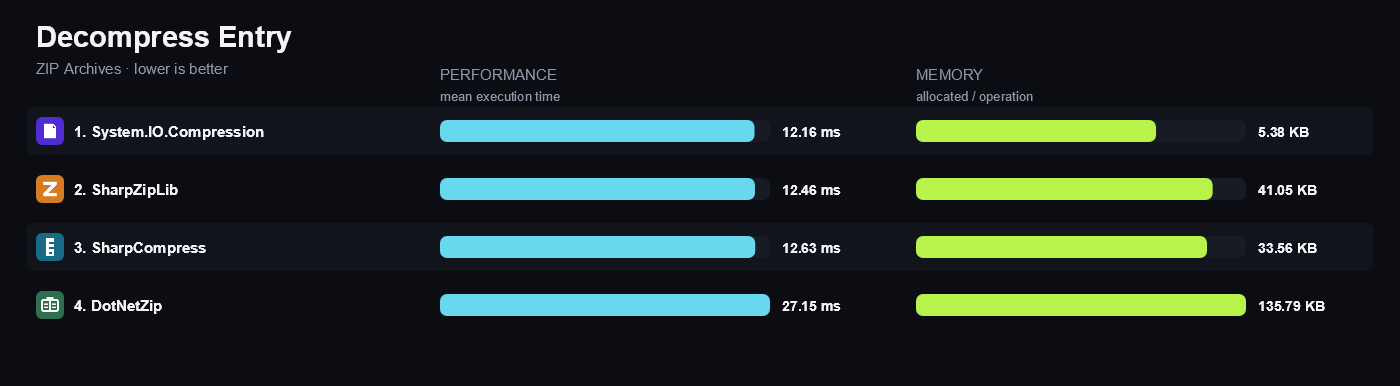 Decompress Entry
ZIP Archives · lower is better
PERFORMANCE
mean execution time
MEMORY
allocated / operation
1. System.IO.Compression 12.16 ms 5.38 KB
2. SharpZipLib 12.46 ms 41.05 KB
3. SharpCompress 12.63 ms 33.56 KB
4. DotNetZip 27.15 ms 135.79 KB